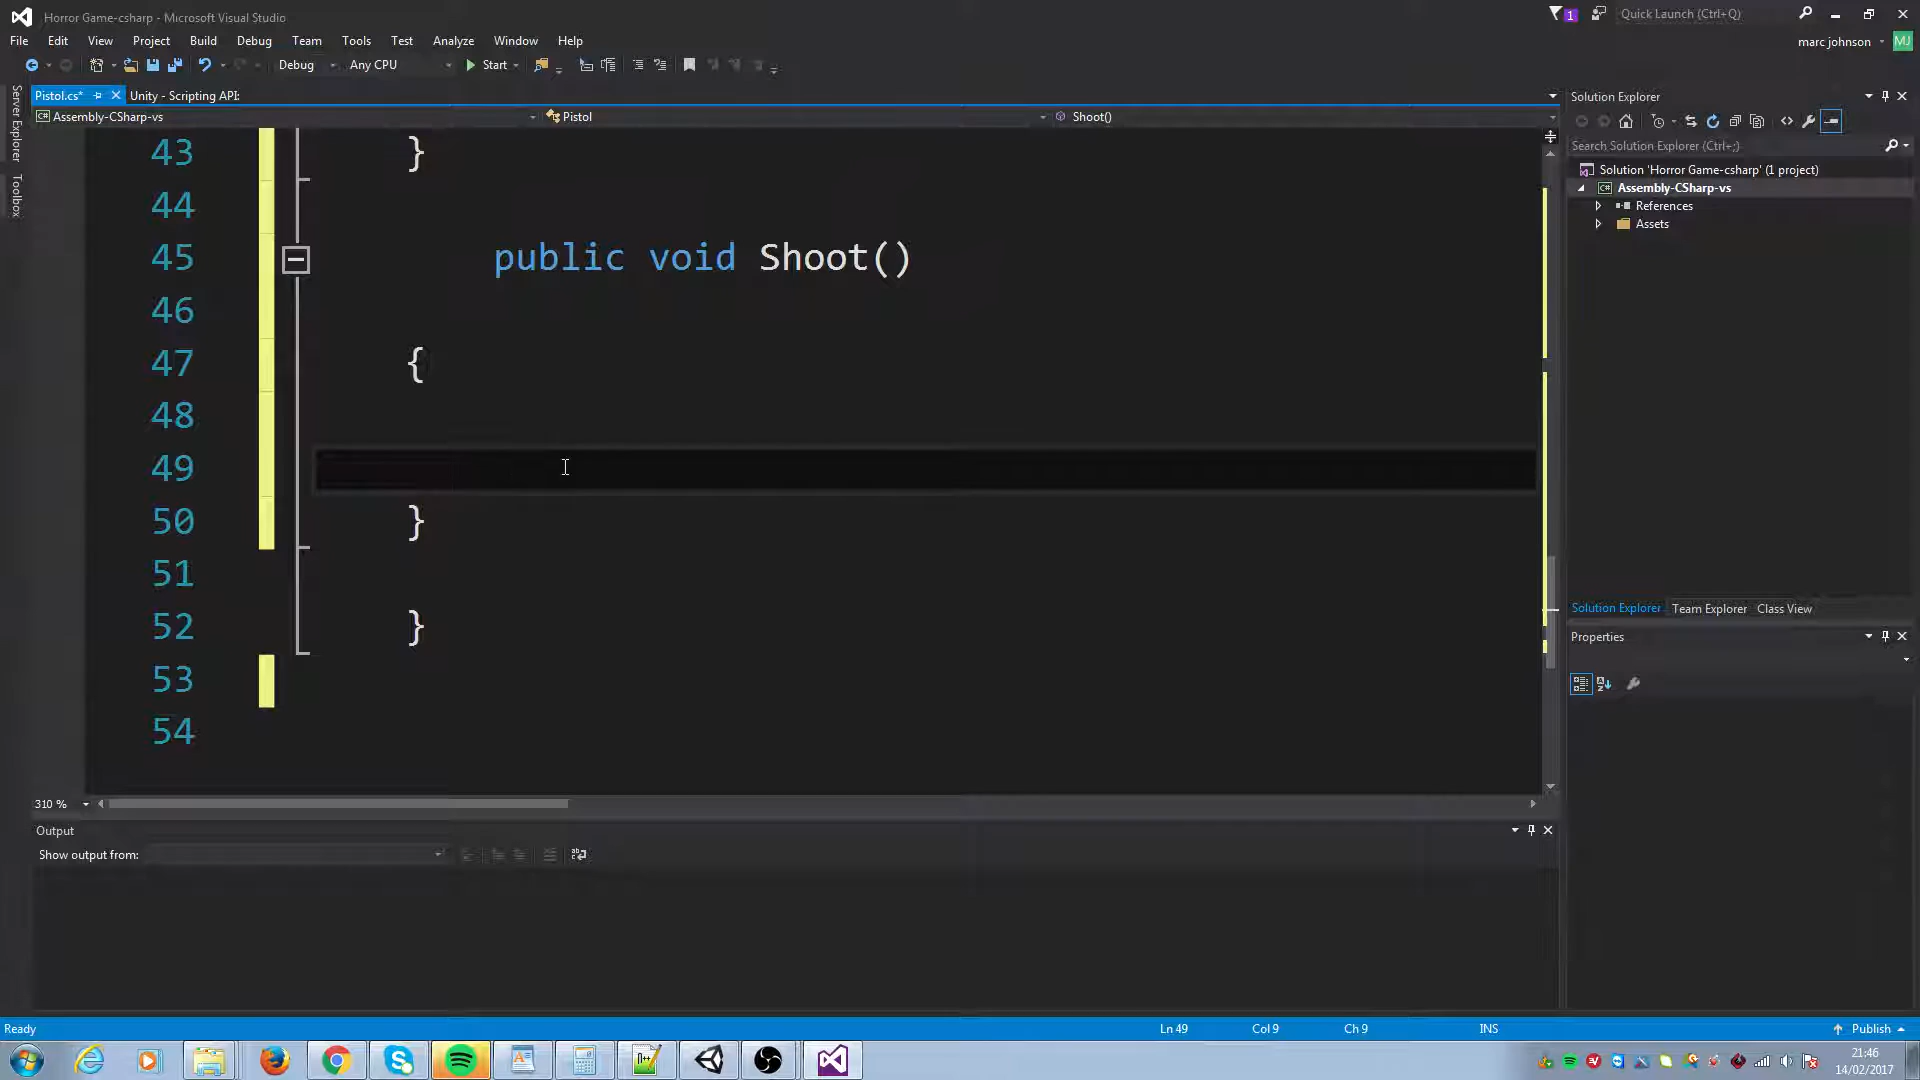 Horror Game-csharp - Microsoft Visual Studio
1
Quick Launch (Ctrl+Q)
File Edit View Project Build Debug Team Tools Test Analyze Window Help
marc johnson
MJ
Debug Any CPU Start
Server Explorer
Toolbox
Pistol.cs* Unity - Scripting API:
Assembly-CSharp-vs Pistol Shoot()
43 }
44
45 public void Shoot()
46
47 {
48
49
50 }
51
52 }
53
54
310 %
Output
Show output from:
Solution Explorer
Search Solution Explorer (Ctrl+;)
Solution 'Horror Game-csharp' (1 project)
Assembly-CSharp-vs
References
Assets
Solution Explorer Team Explorer Class View
Properties
Ready Ln 49 Col 9 Ch 9 INS Publish
21:46
14/02/2017